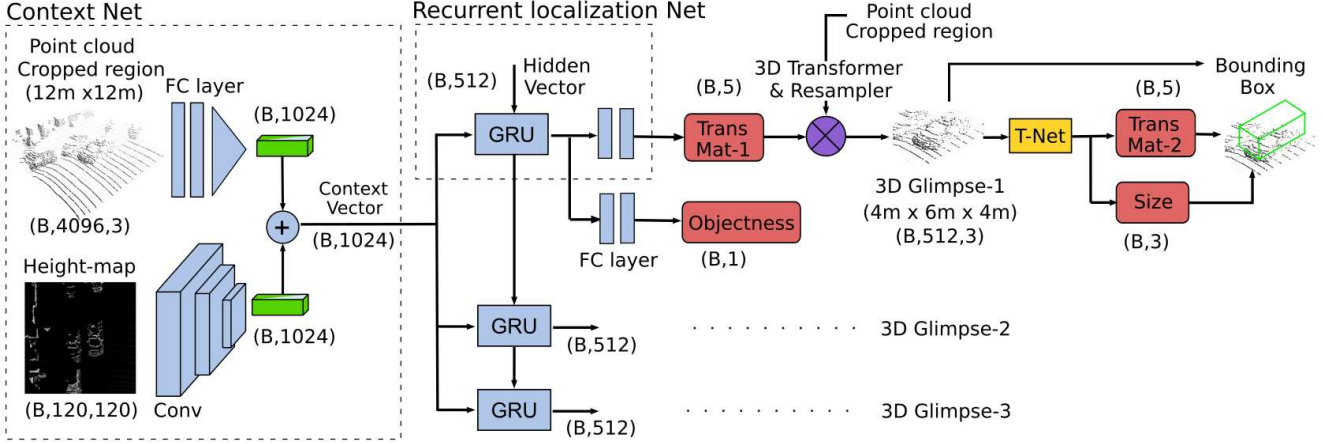 Context Net
Point cloud
Cropped region
(12m x12m)
FC layer
(B,1024)
(B,4096,3)
+
Context
Vector
(B,1024)
Height-map
(B,1024)
(B,120,120)
Conv
Recurrent localization Net
(B,512)
Hidden
Vector
GRU
FC layer
Trans
Mat-1
(B,5)
Objectness
(B,1)
Point cloud
Cropped region
3D Transformer
& Resampler
3D Glimpse-1
(4m x 6m x 4m)
(B,512,3)
T-Net
(B,5)
Trans
Mat-2
Size
(B,3)
Bounding
Box
GRU
(B,512)
. . . . . . . . . . 3D Glimpse-2
GRU
(B,512)
. . . . . . . . . . 3D Glimpse-3